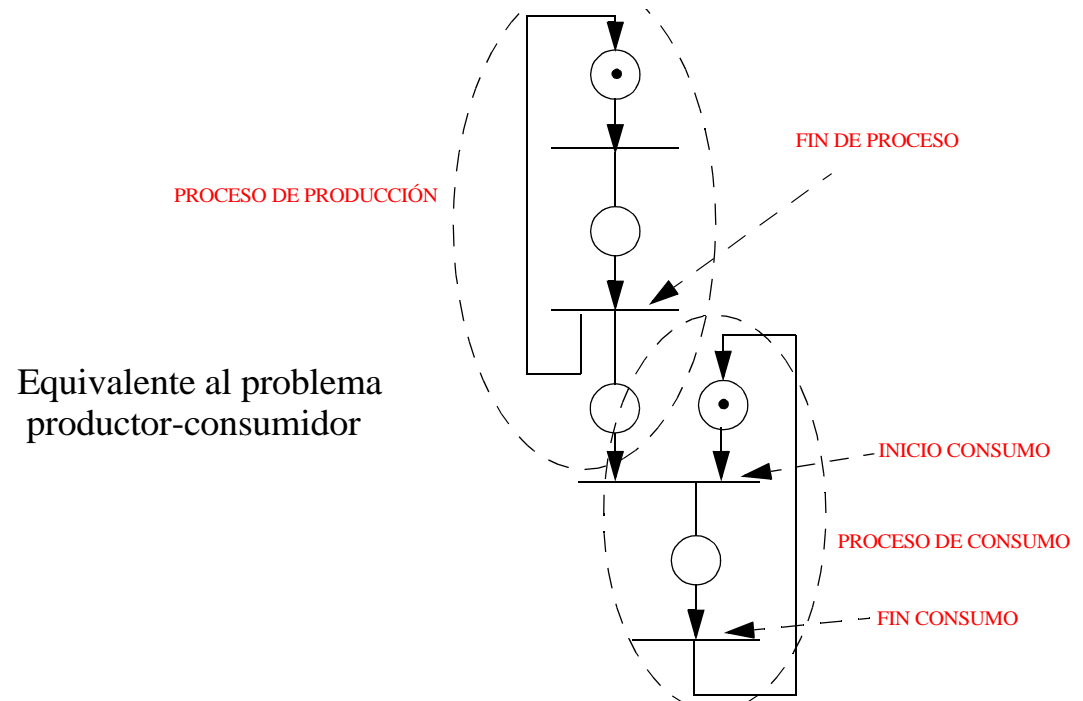 FIN DE PROCESO
PROCESO DE PRODUCCIÓN
Equivalente al problema
productor-consumidor
INICIO CONSUMO
PROCESO DE CONSUMO
FIN CONSUMO